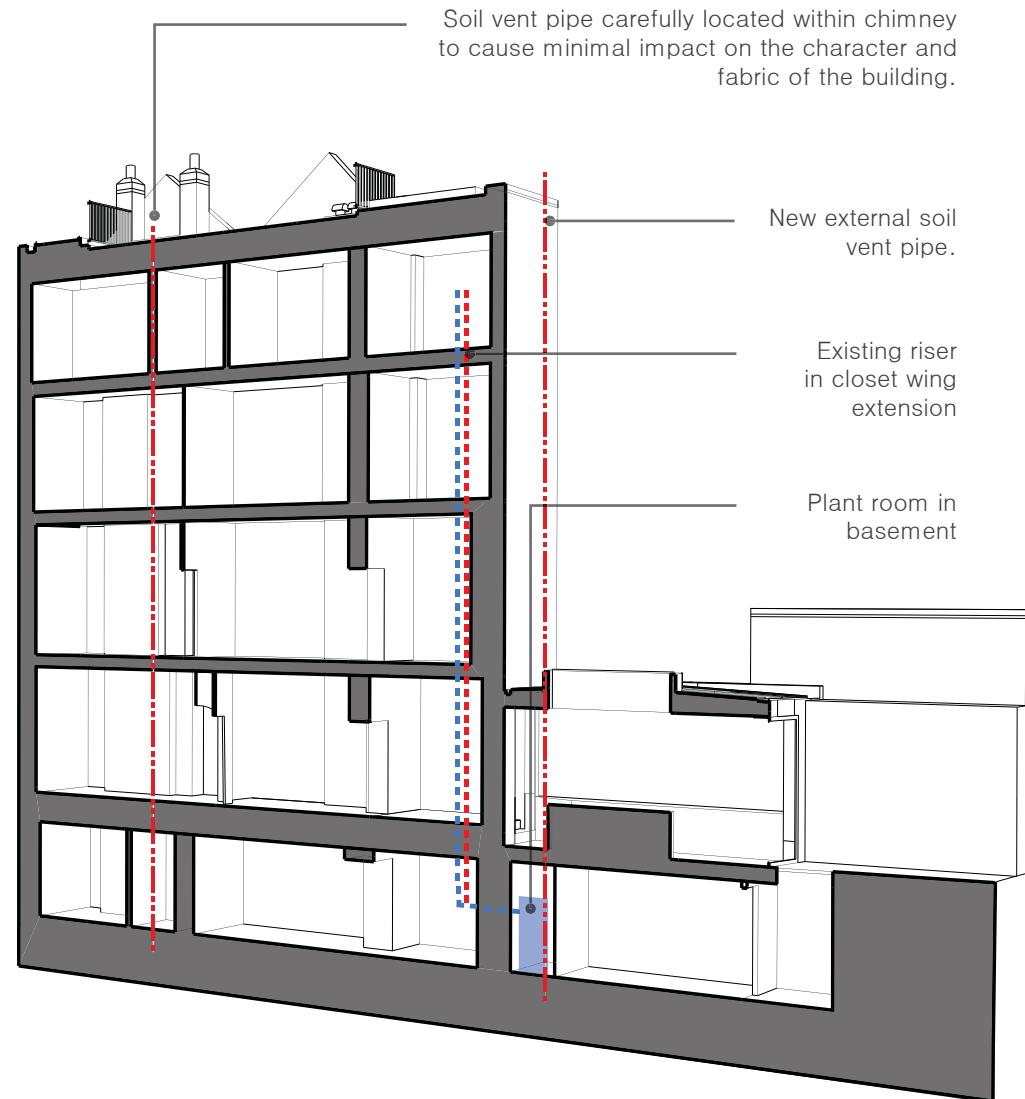 Soil vent pipe carefully located within chimney
to cause minimal impact on the character and
fabric of the building.
New external soil
vent pipe.
Existing riser
in closet wing
extension
Plant room in
basement